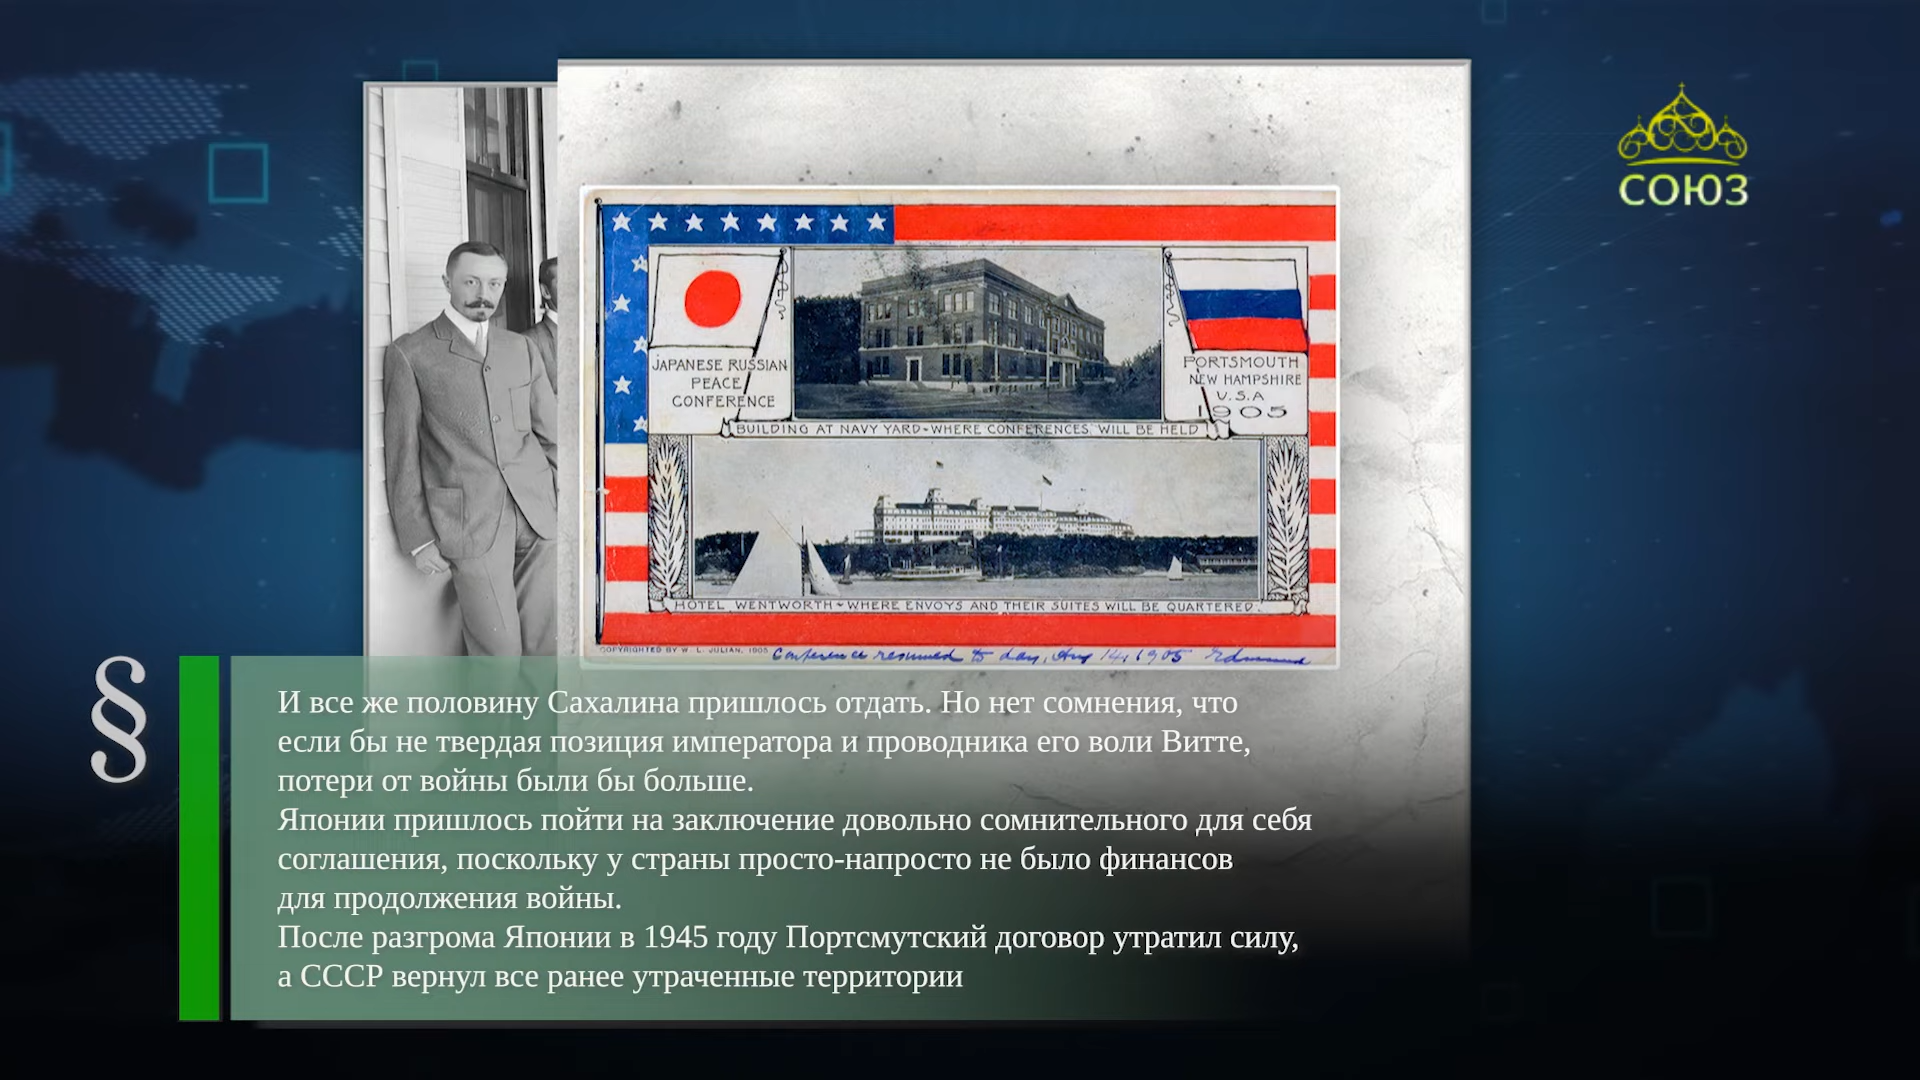 СОЮЗ
JAPANESE RUSSIAN
PEACE
CONFERENCE
PORTSMOUTH
NEW HAMPSHIRE
U.S.A
1905
BUILDING AT NAVY YARD-WHERE CONFERENCES WILL BE HELD
HOTEL WENTWORTH-WHERE ENVOYS AND THEIR SUITES WILL BE QUARTERED.
COPYRIGHTED BY W. L. JULIAN, 1905
Conference resumed to day, Aug 14, 1905 Edmund
§
И все же половину Сахалина пришлось отдать. Но нет сомнения, что
если бы не твердая позиция императора и проводника его воли Витте,
потери от войны были бы больше.
Японии пришлось пойти на заключение довольно сомнительного для себя
соглашения, поскольку у страны просто-напросто не было финансов
для продолжения войны.
После разгрома Японии в 1945 году Портсмутский договор утратил силу,
а СССР вернул все ранее утраченные территории